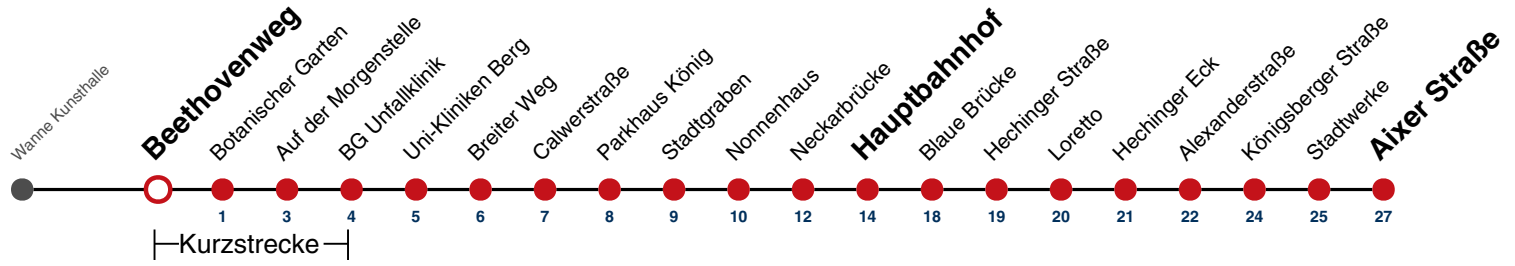 Wanne Kunsthalle
Beethovenweg
Botanischer Garten
Auf der Morgenstelle
BG Unfallklinik
Uni-Kliniken Berg
Breiter Weg
Calwerstraße
Parkhaus König
Stadtgraben
Nonnenhaus
Neckarbrücke
Hauptbahnhof
Blaue Brücke
Hechinger Straße
Loretto
Hechinger Eck
Alexanderstraße
Königsberger Straße
Stadtwerke
Aixer Straße
1 3 4 5 6 7 8 9 10 12 14 18 19 20 21 22 24 25 27
Kurzstrecke